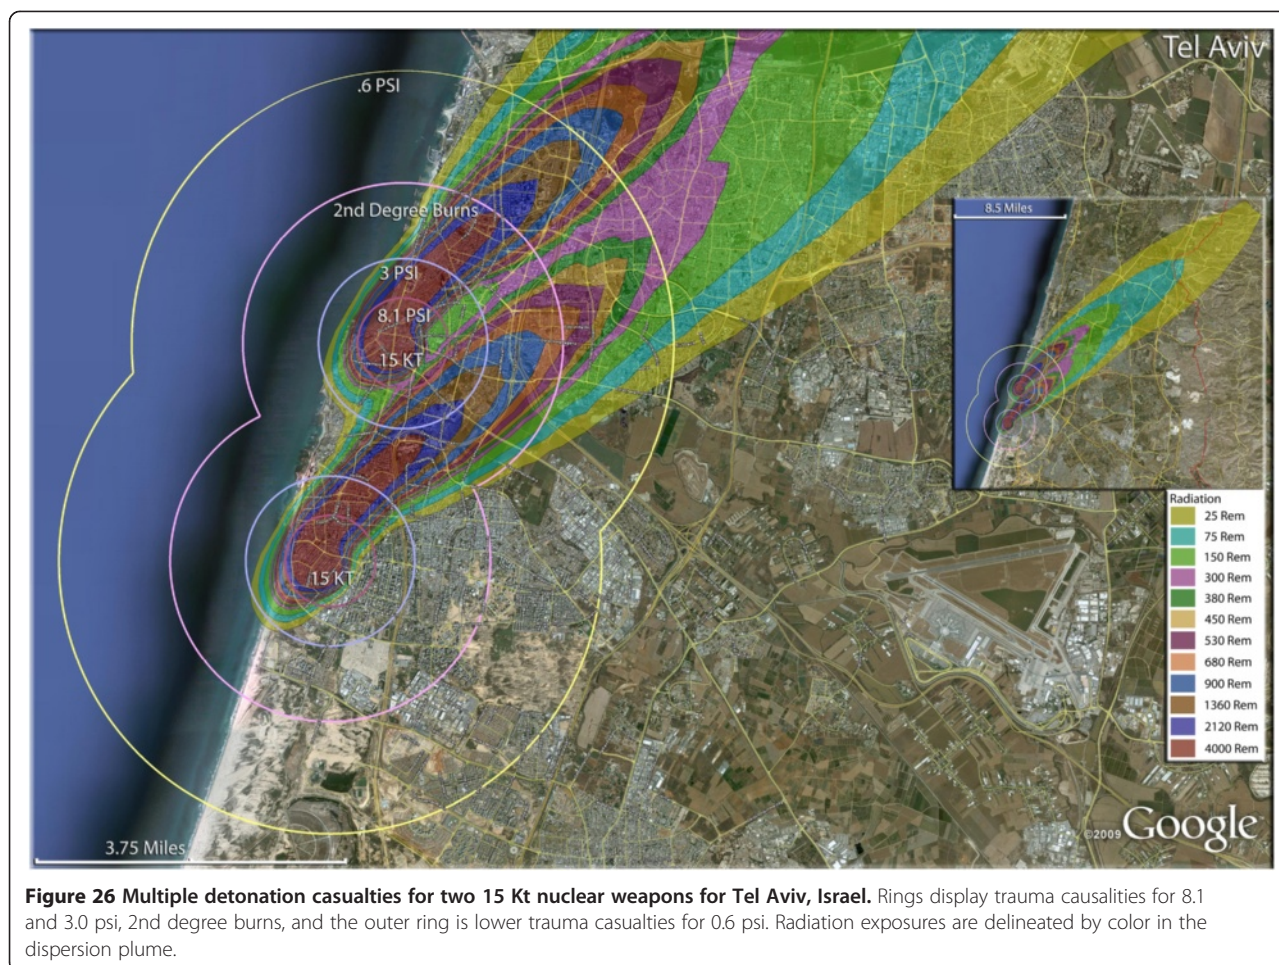 Tel Aviv
.6 PSI
2nd Degree Burns
3 PSI
8.1 PSI
15 KT
15 KT
8.5 Miles
Radiation
25 Rem
75 Rem
150 Rem
300 Rem
380 Rem
450 Rem
530 Rem
680 Rem
900 Rem
1360 Rem
2120 Rem
4000 Rem
3.75 Miles
©2009 Google
Figure 26 Multiple detonation casualties for two 15 Kt nuclear weapons for Tel Aviv, Israel. Rings display trauma causalities for 8.1
and 3.0 psi, 2nd degree burns, and the outer ring is lower trauma casualties for 0.6 psi. Radiation exposures are delineated by color in the
dispersion plume.